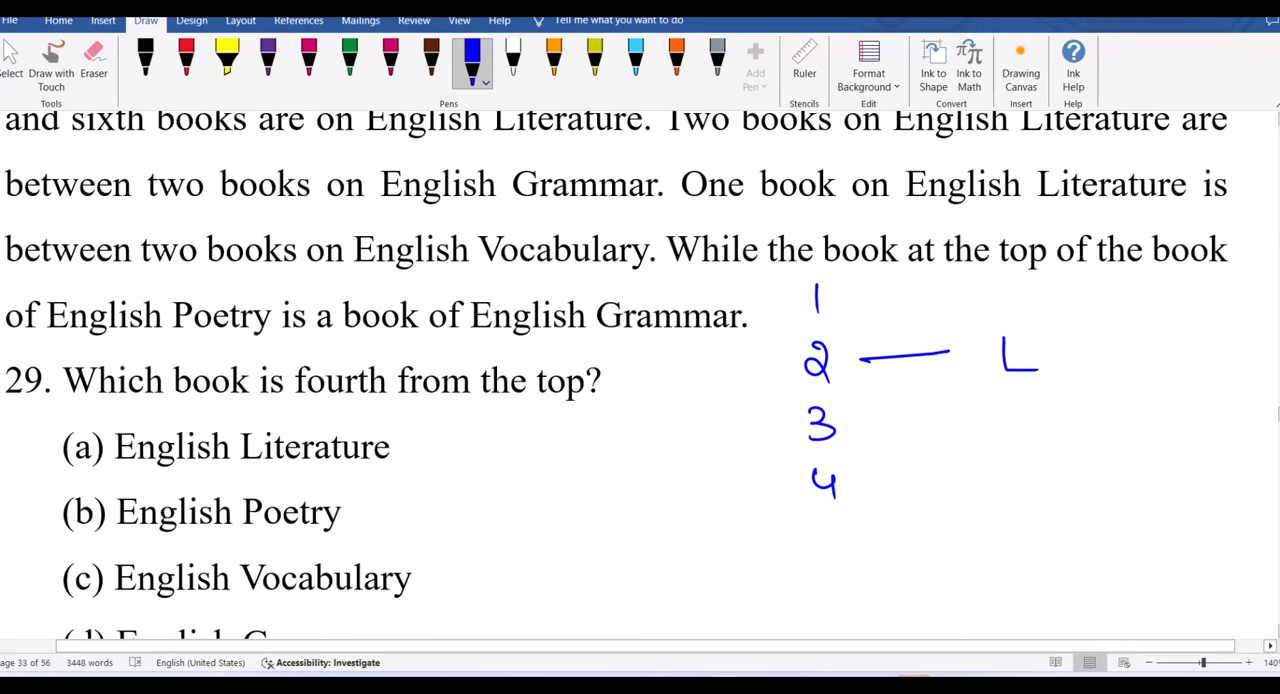 File Home Insert Draw Design Layout References Mailings Review View Help Tell me what you want to do
Select Draw with Touch Eraser Add Pen Ruler Format Background Ink to Shape Ink to Math Drawing Canvas Ink Help
Tools Pens Stencils Edit Convert Insert Help
and sixth books are on English Literature. Two books on English Literature are
between two books on English Grammar. One book on English Literature is
between two books on English Vocabulary. While the book at the top of the book
of English Poetry is a book of English Grammar.
1
2 — L
29. Which book is fourth from the top?
3
(a) English Literature
4
(b) English Poetry
(c) English Vocabulary
age 33 of 56 3448 words English (United States) Accessibility: Investigate 140%